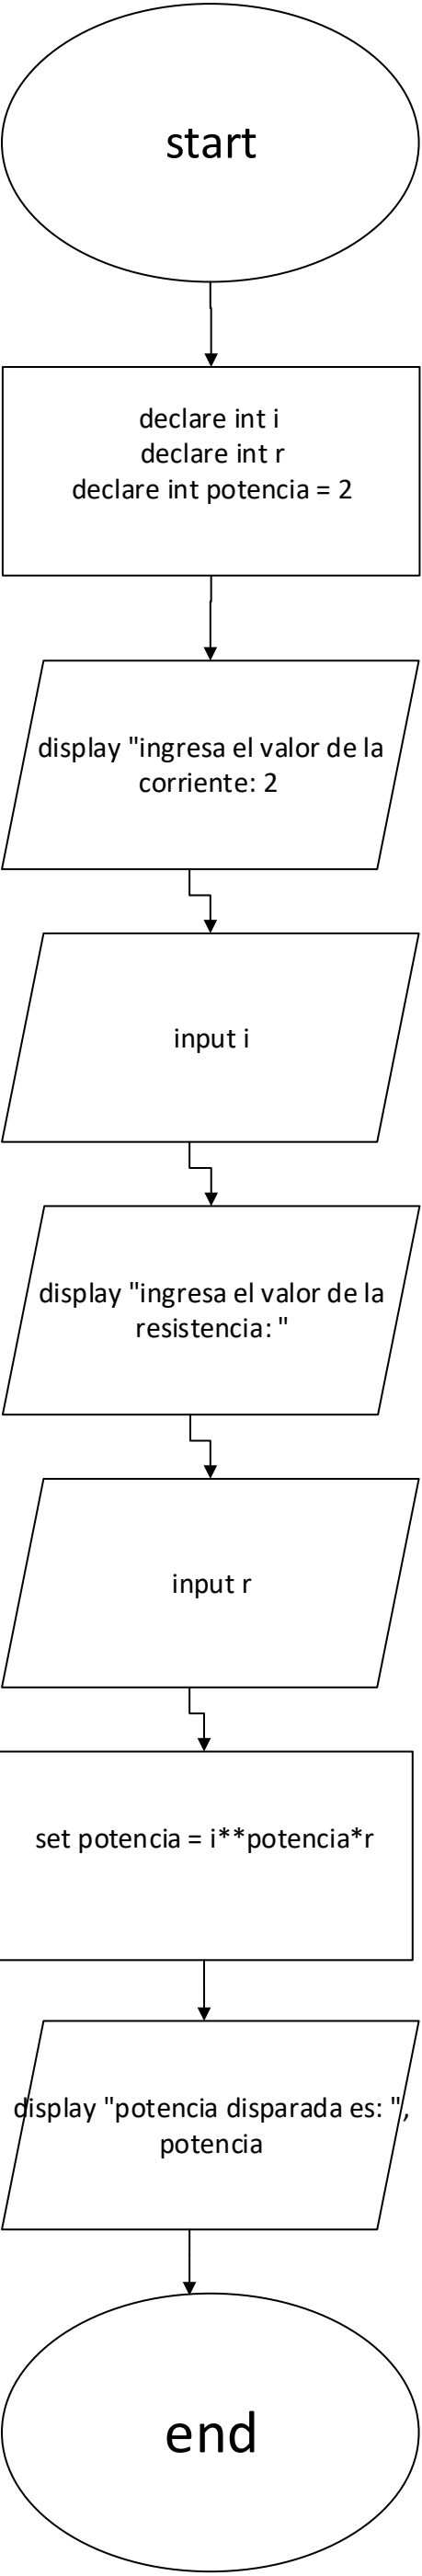 start
declare int i
declare int r
declare int potencia = 2
display "ingresa el valor de la
corriente: 2
input i
display "ingresa el valor de la
resistencia: "
input r
set potencia = i**potencia*r
display "potencia disparada es: ",
potencia
end